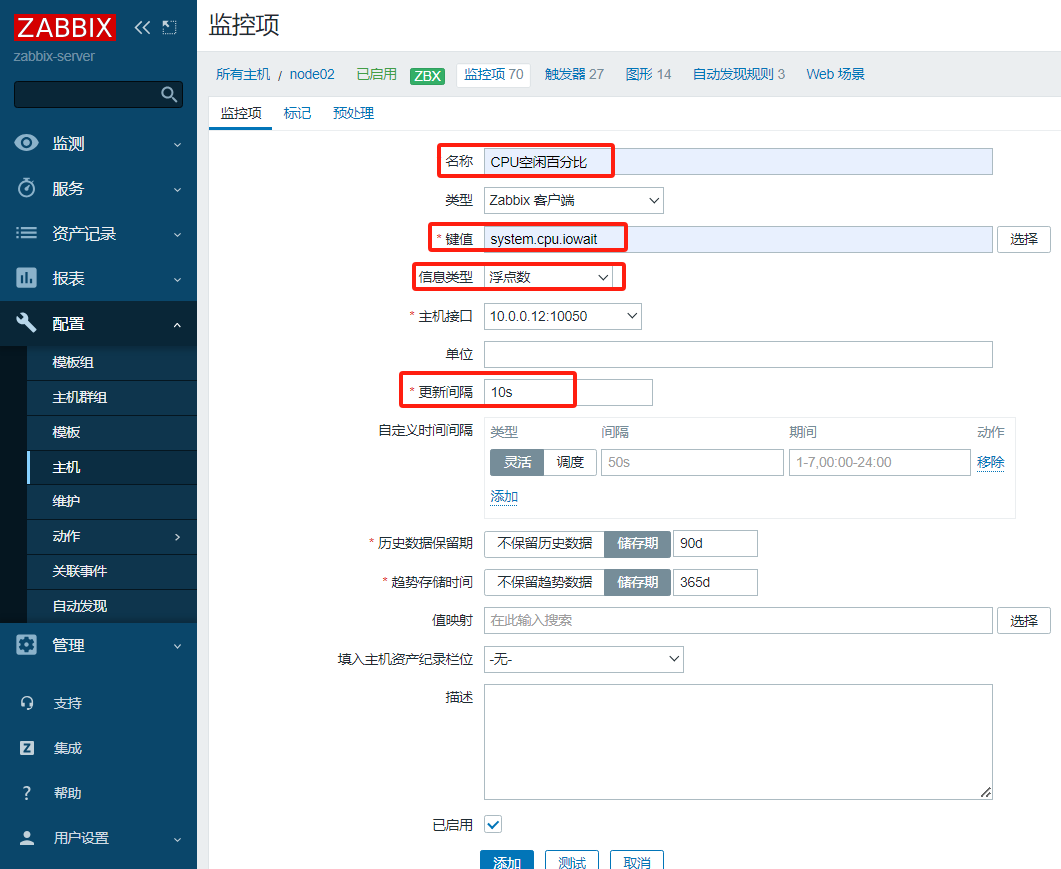 ZABBIX
zabbix-server
监测
服务
资产记录
报表
配置
模板组
主机群组
模板
主机
维护
动作
关联事件
自动发现
管理
支持
集成
帮助
用户设置
监控项
所有主机 / node02 已启用 ZBX 监控项 70 触发器 27 图形 14 自动发现规则 3 Web 场景
监控项 标记 预处理
名称 CPU空闲百分比
类型 Zabbix 客户端
* 键值 system.cpu.iowait 选择
信息类型 浮点数
* 主机接口 10.0.0.12:10050
单位
* 更新间隔 10s
自定义时间间隔 类型 间隔 期间 动作
灵活 调度 50s 1-7,00:00-24:00 移除
添加
* 历史数据保留期 不保留历史数据 储存期 90d
* 趋势存储时间 不保留趋势数据 储存期 365d
值映射 在此输入搜索 选择
填入主机资产纪录栏位 -无-
描述
已启用
添加 测试 取消